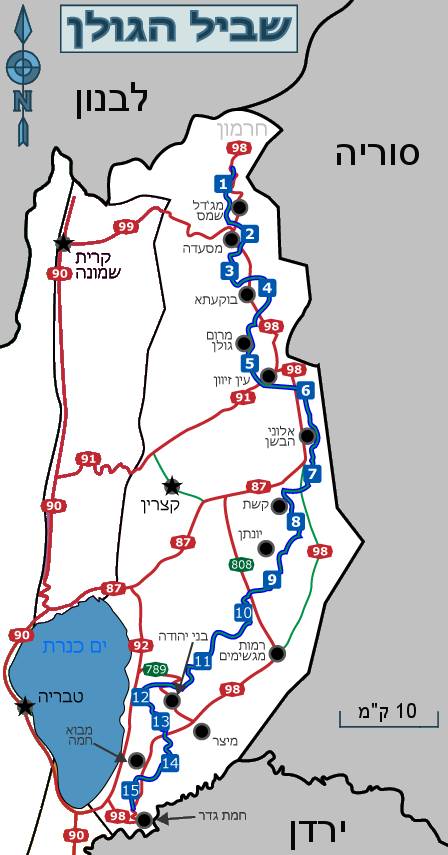 שביל הגולן
N
לבנון
סוריה
חרמון
98
1
מג'דל
שמס
99
2
מסעדה
קרית
שמונה
90
3
4
בוקעתא
98
מרום
גולן
5
98
עין זיוון
6
91
אלוני
הבשן
91
7
87
קצרין
קשת
90
8
98
87
יונתן
808
9
87
10
90
בני יהודה
92
ים כנרת
רמות
מגשימים
11
789
98
12
טבריה
13
מבוא
חמה
מיצר
10 ק"מ
14
15
98
חמת גדר
90
ירדן